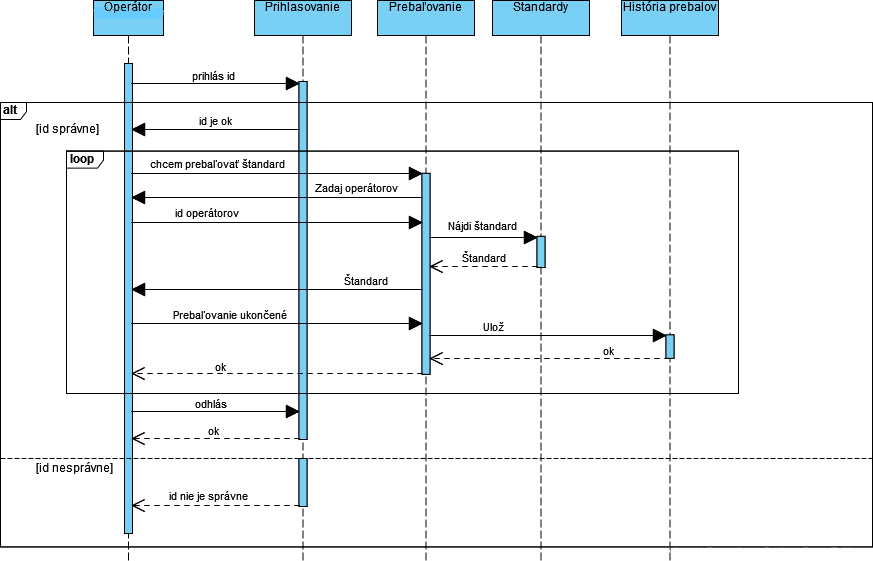 Operátor
Prihlasovanie
Prebaľovanie
Standardy
História prebalov
prihlás id
alt
[id správne]
id je ok
loop
chcem prebaľovať štandard
Zadaj operátorov
id operátorov
Nájdi štandard
Štandard
Štandard
Prebaľovanie ukončené
Ulož
ok
ok
odhlás
ok
[id nesprávne]
id nie je správne